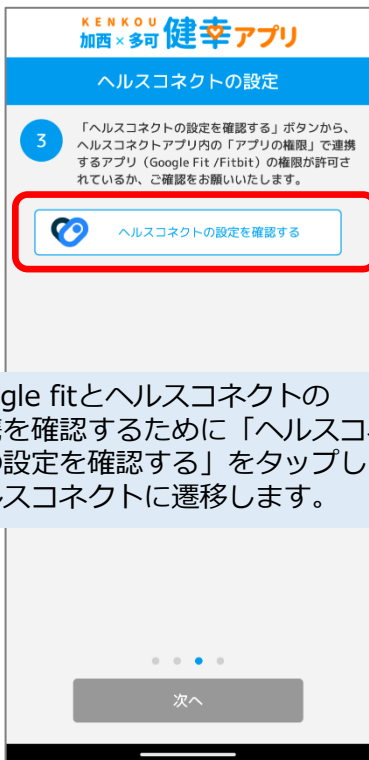 KENKOU
加西×多可 健幸アプリ
ヘルスコネクトの設定
3
「ヘルスコネクトの設定を確認する」ボタンから、
ヘルスコネクトアプリ内の「アプリの権限」で連携
するアプリ（Google Fit /Fitbit）の権限が許可さ
れているか、ご確認をお願いいたします。
ヘルスコネクトの設定を確認する
gle fitとヘルスコネクトの
を確認するために「ヘルスコ
の設定を確認する」をタップし
ルスコネクトに遷移します。
次へ